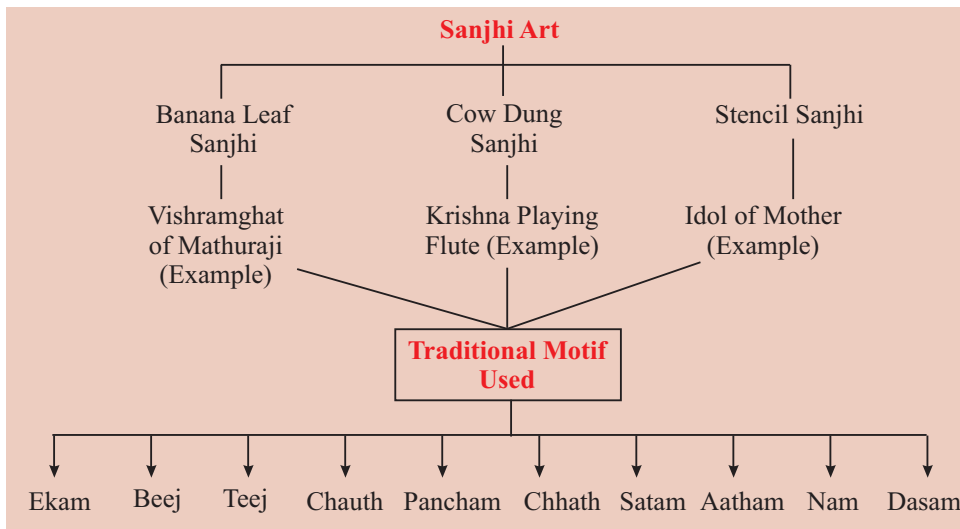 Sanjhi Art
Banana Leaf
Sanjhi
Cow Dung
Sanjhi
Stencil Sanjhi
Vishramghat
of Mathuraji
(Example)
Krishna Playing
Flute (Example)
Idol of Mother
(Example)
Traditional Motif
Used
Ekam
Beej
Teej
Chauth
Pancham
Chhath
Satam
Aatham
Nam
Dasam